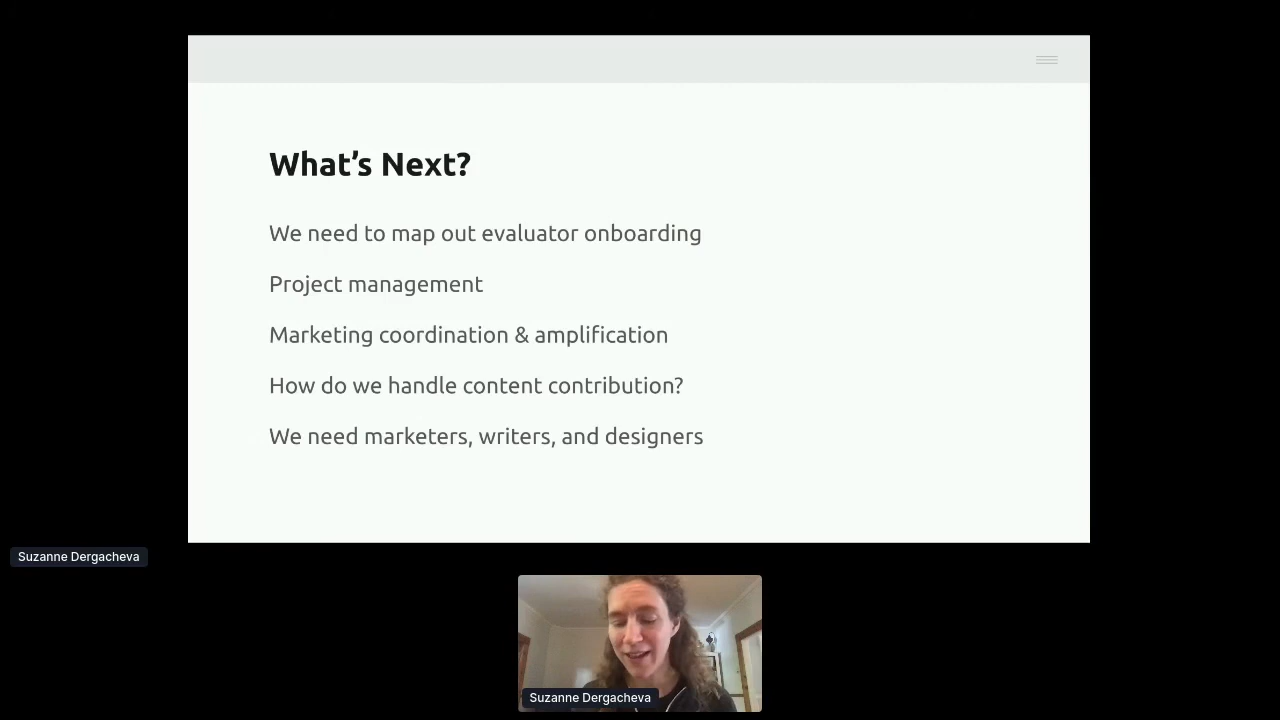 What's Next?
We need to map out evaluator onboarding
Project management
Marketing coordination & amplification
How do we handle content contribution?
We need marketers, writers, and designers
Suzanne Dergacheva
Suzanne Dergacheva